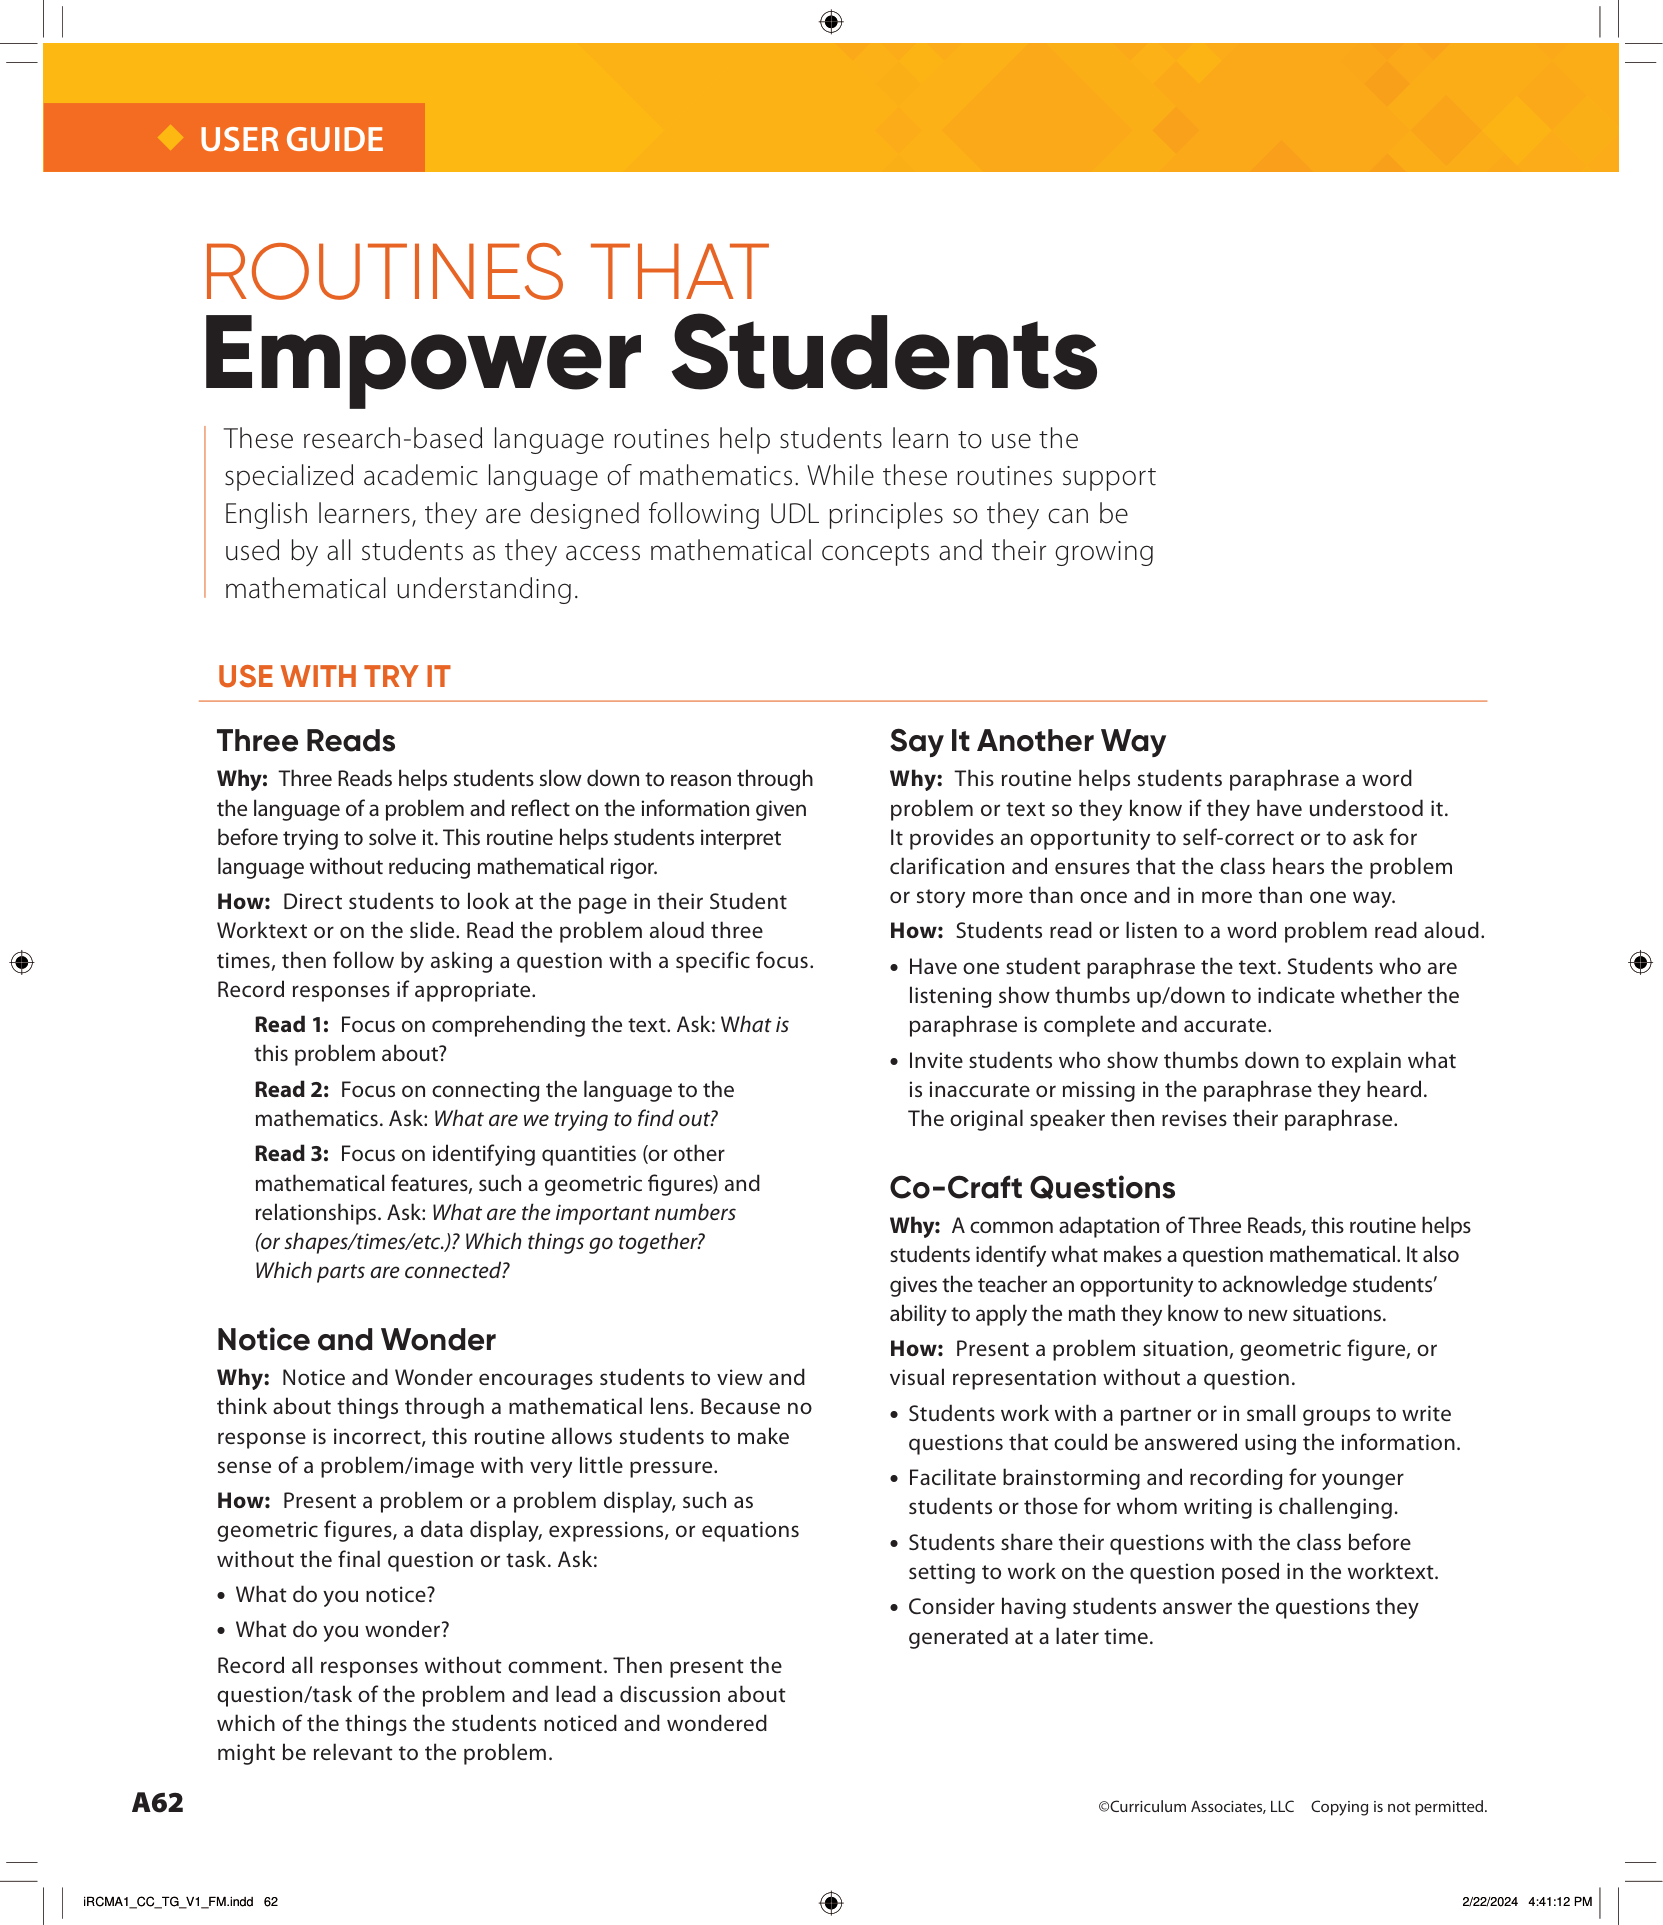 USER GUIDE
ROUTINES THAT
Empower Students
These research-based language routines help students learn to use the
specialized academic language of mathematics. While these routines support
English learners, they are designed following UDL principles so they can be
used by all students as they access mathematical concepts and their growing
mathematical understanding.
USE WITH TRY IT
Three Reads
Why: Three Reads helps students slow down to reason through
the language of a problem and reflect on the information given
before trying to solve it. This routine helps students interpret
language without reducing mathematical rigor.
How: Direct students to look at the page in their Student
Worktext or on the slide. Read the problem aloud three
times, then follow by asking a question with a specific focus.
Record responses if appropriate.
Read 1: Focus on comprehending the text. Ask: What is
this problem about?
Read 2: Focus on connecting the language to the
mathematics. Ask: What are we trying to find out?
Read 3: Focus on identifying quantities (or other
mathematical features, such a geometric figures) and
relationships. Ask: What are the important numbers
(or shapes/times/etc.)? Which things go together?
Which parts are connected?
Notice and Wonder
Why: Notice and Wonder encourages students to view and
think about things through a mathematical lens. Because no
response is incorrect, this routine allows students to make
sense of a problem/image with very little pressure.
How: Present a problem or a problem display, such as
geometric figures, a data display, expressions, or equations
without the final question or task. Ask:
• What do you notice?
• What do you wonder?
Record all responses without comment. Then present the
question/task of the problem and lead a discussion about
which of the things the students noticed and wondered
might be relevant to the problem.
Say It Another Way
Why: This routine helps students paraphrase a word
problem or text so they know if they have understood it.
It provides an opportunity to self-correct or to ask for
clarification and ensures that the class hears the problem
or story more than once and in more than one way.
How: Students read or listen to a word problem read aloud.
• Have one student paraphrase the text. Students who are
listening show thumbs up/down to indicate whether the
paraphrase is complete and accurate.
• Invite students who show thumbs down to explain what
is inaccurate or missing in the paraphrase they heard.
The original speaker then revises their paraphrase.
Co-Craft Questions
Why: A common adaptation of Three Reads, this routine helps
students identify what makes a question mathematical. It also
gives the teacher an opportunity to acknowledge students’
ability to apply the math they know to new situations.
How: Present a problem situation, geometric figure, or
visual representation without a question.
• Students work with a partner or in small groups to write
questions that could be answered using the information.
• Facilitate brainstorming and recording for younger
students or those for whom writing is challenging.
• Students share their questions with the class before
setting to work on the question posed in the worktext.
• Consider having students answer the questions they
generated at a later time.
A62
©Curriculum Associates, LLC Copying is not permitted.
iRCMA1_CC_TG_V1_FM.indd 62
2/22/2024 4:41:12 PM